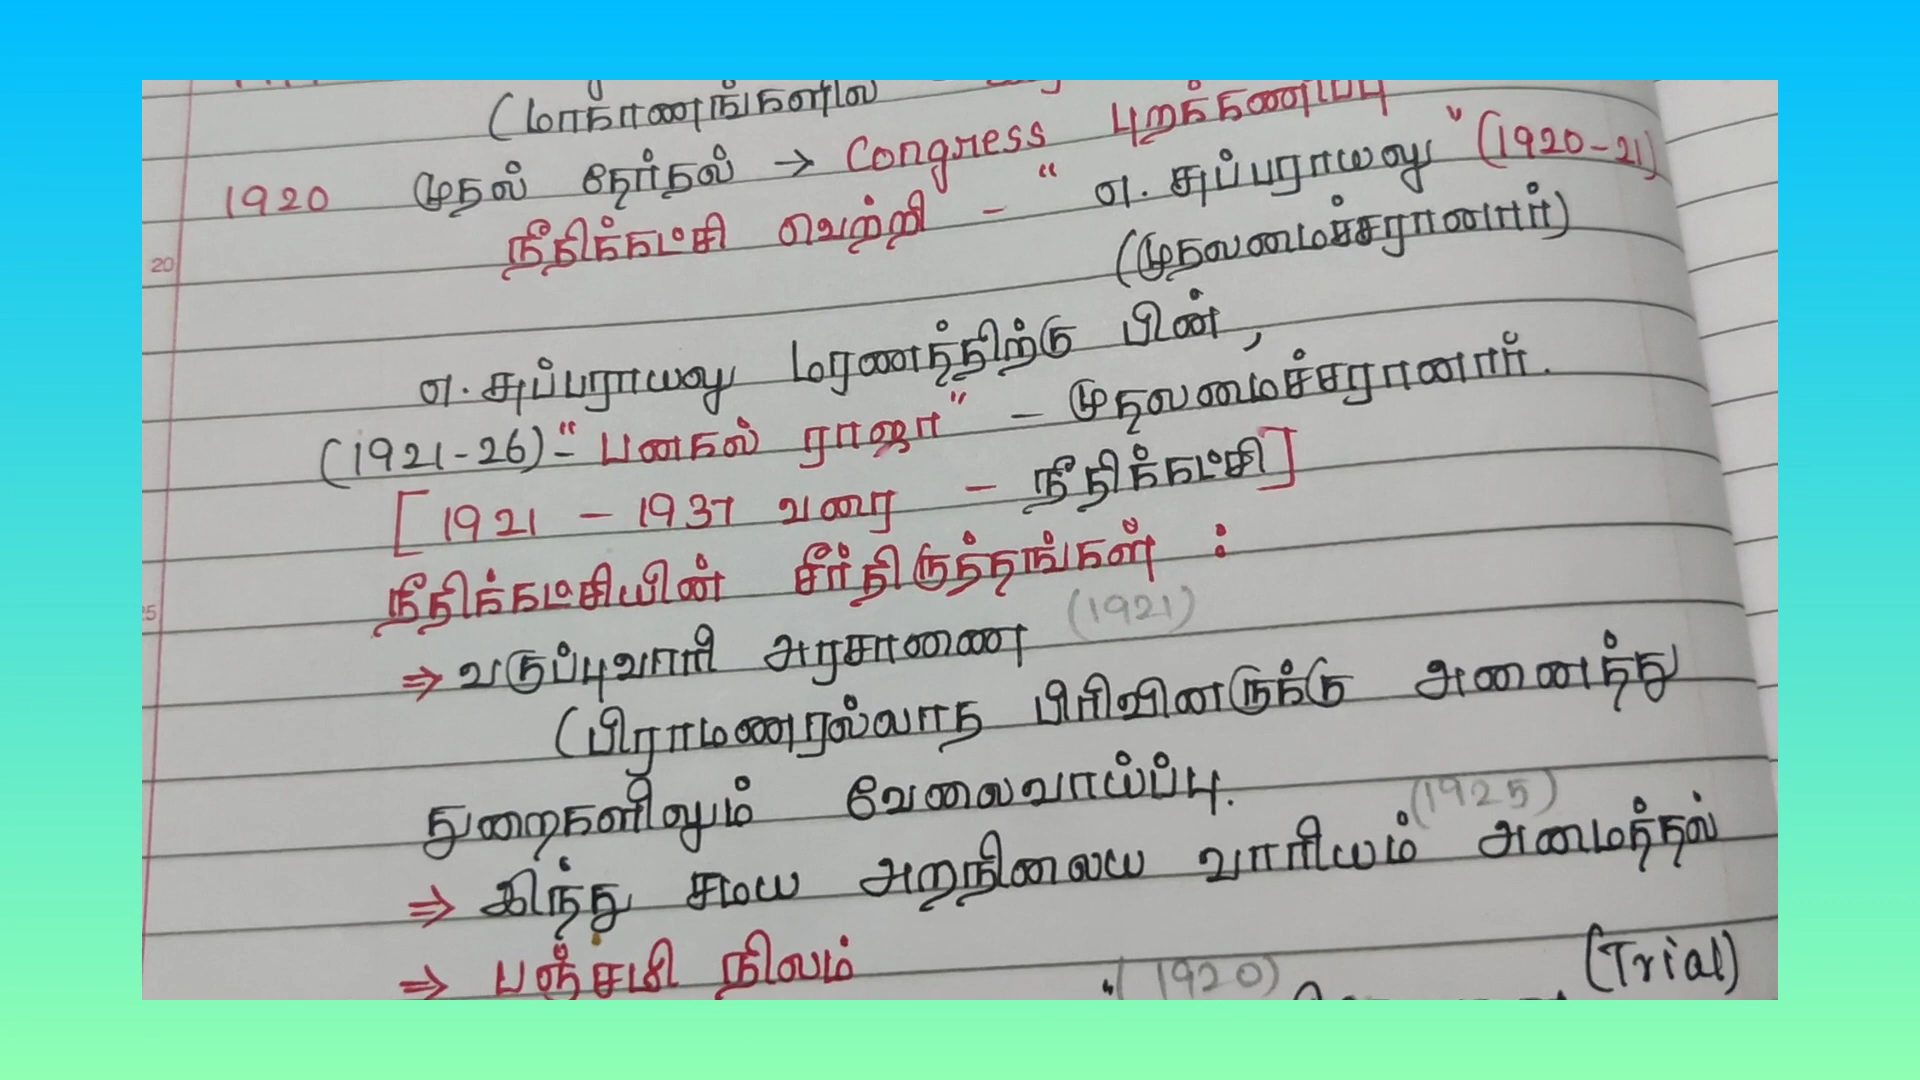 (மாகாணங்களில்
1920 முதல் தேர்தல் → Congress புறக்கணிப்பு
நீதிக்கட்சி வெற்றி - " எ. சுப்பராயலு " (1920-21)
(முதலமைச்சரானார்)
எ. சுப்பராயலு மரணத்திற்கு பின்,
(1921-26) - " பனகல் ராஜா " - முதலமைச்சரானார்.
[1921 - 1937 வரை - நீதிக்கட்சி]
நீதிக்கட்சியின் சீர்திருத்தங்கள் :
⇒ வகுப்புவாரி அரசாணை (1921)
(பிராமணரல்லாத பிரிவினருக்கு அனைத்து
துறைகளிலும் வேலைவாய்ப்பு.
⇒ இந்து சமய அறநிலைய வாரியம் (1925) அமைத்தல்
⇒ பஞ்சமி நிலம்
(1920) (Trial)
20